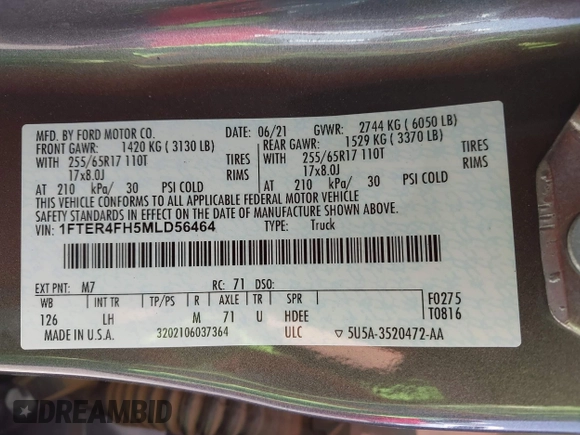 MFD. BY FORD MOTOR CO.
DATE: 06/21 GVWR: 2744 KG ( 6050 LB)
FRONT GAWR: 1420 KG ( 3130 LB)
REAR GAWR: 1529 KG ( 3370 LB)
WITH 255/65R17 110T TIRES
WITH 255/65R17 110T TIRES
17x8.0J RIMS
17x8.0J RIMS
AT 210 kPa/ 30 PSI COLD
AT 210 kPa/ 30 PSI COLD
THIS VEHICLE CONFORMS TO ALL APPLICABLE FEDERAL MOTOR VEHICLE
SAFETY STANDARDS IN EFFECT ON THE DATE OF MANUFACTURE SHOWN ABOVE.
VIN: 1FTER4FH5MLD56464 TYPE: Truck
EXT PNT: M7 RC: 71 DSO:
WB INT TR TP/PS R AXLE TR SPR
126 LH M 71 U HDEE
F0275
T0816
MADE IN U.S.A. 3202106037364 ULC ▽ 5U5A-3520472-AA
DREAMBID